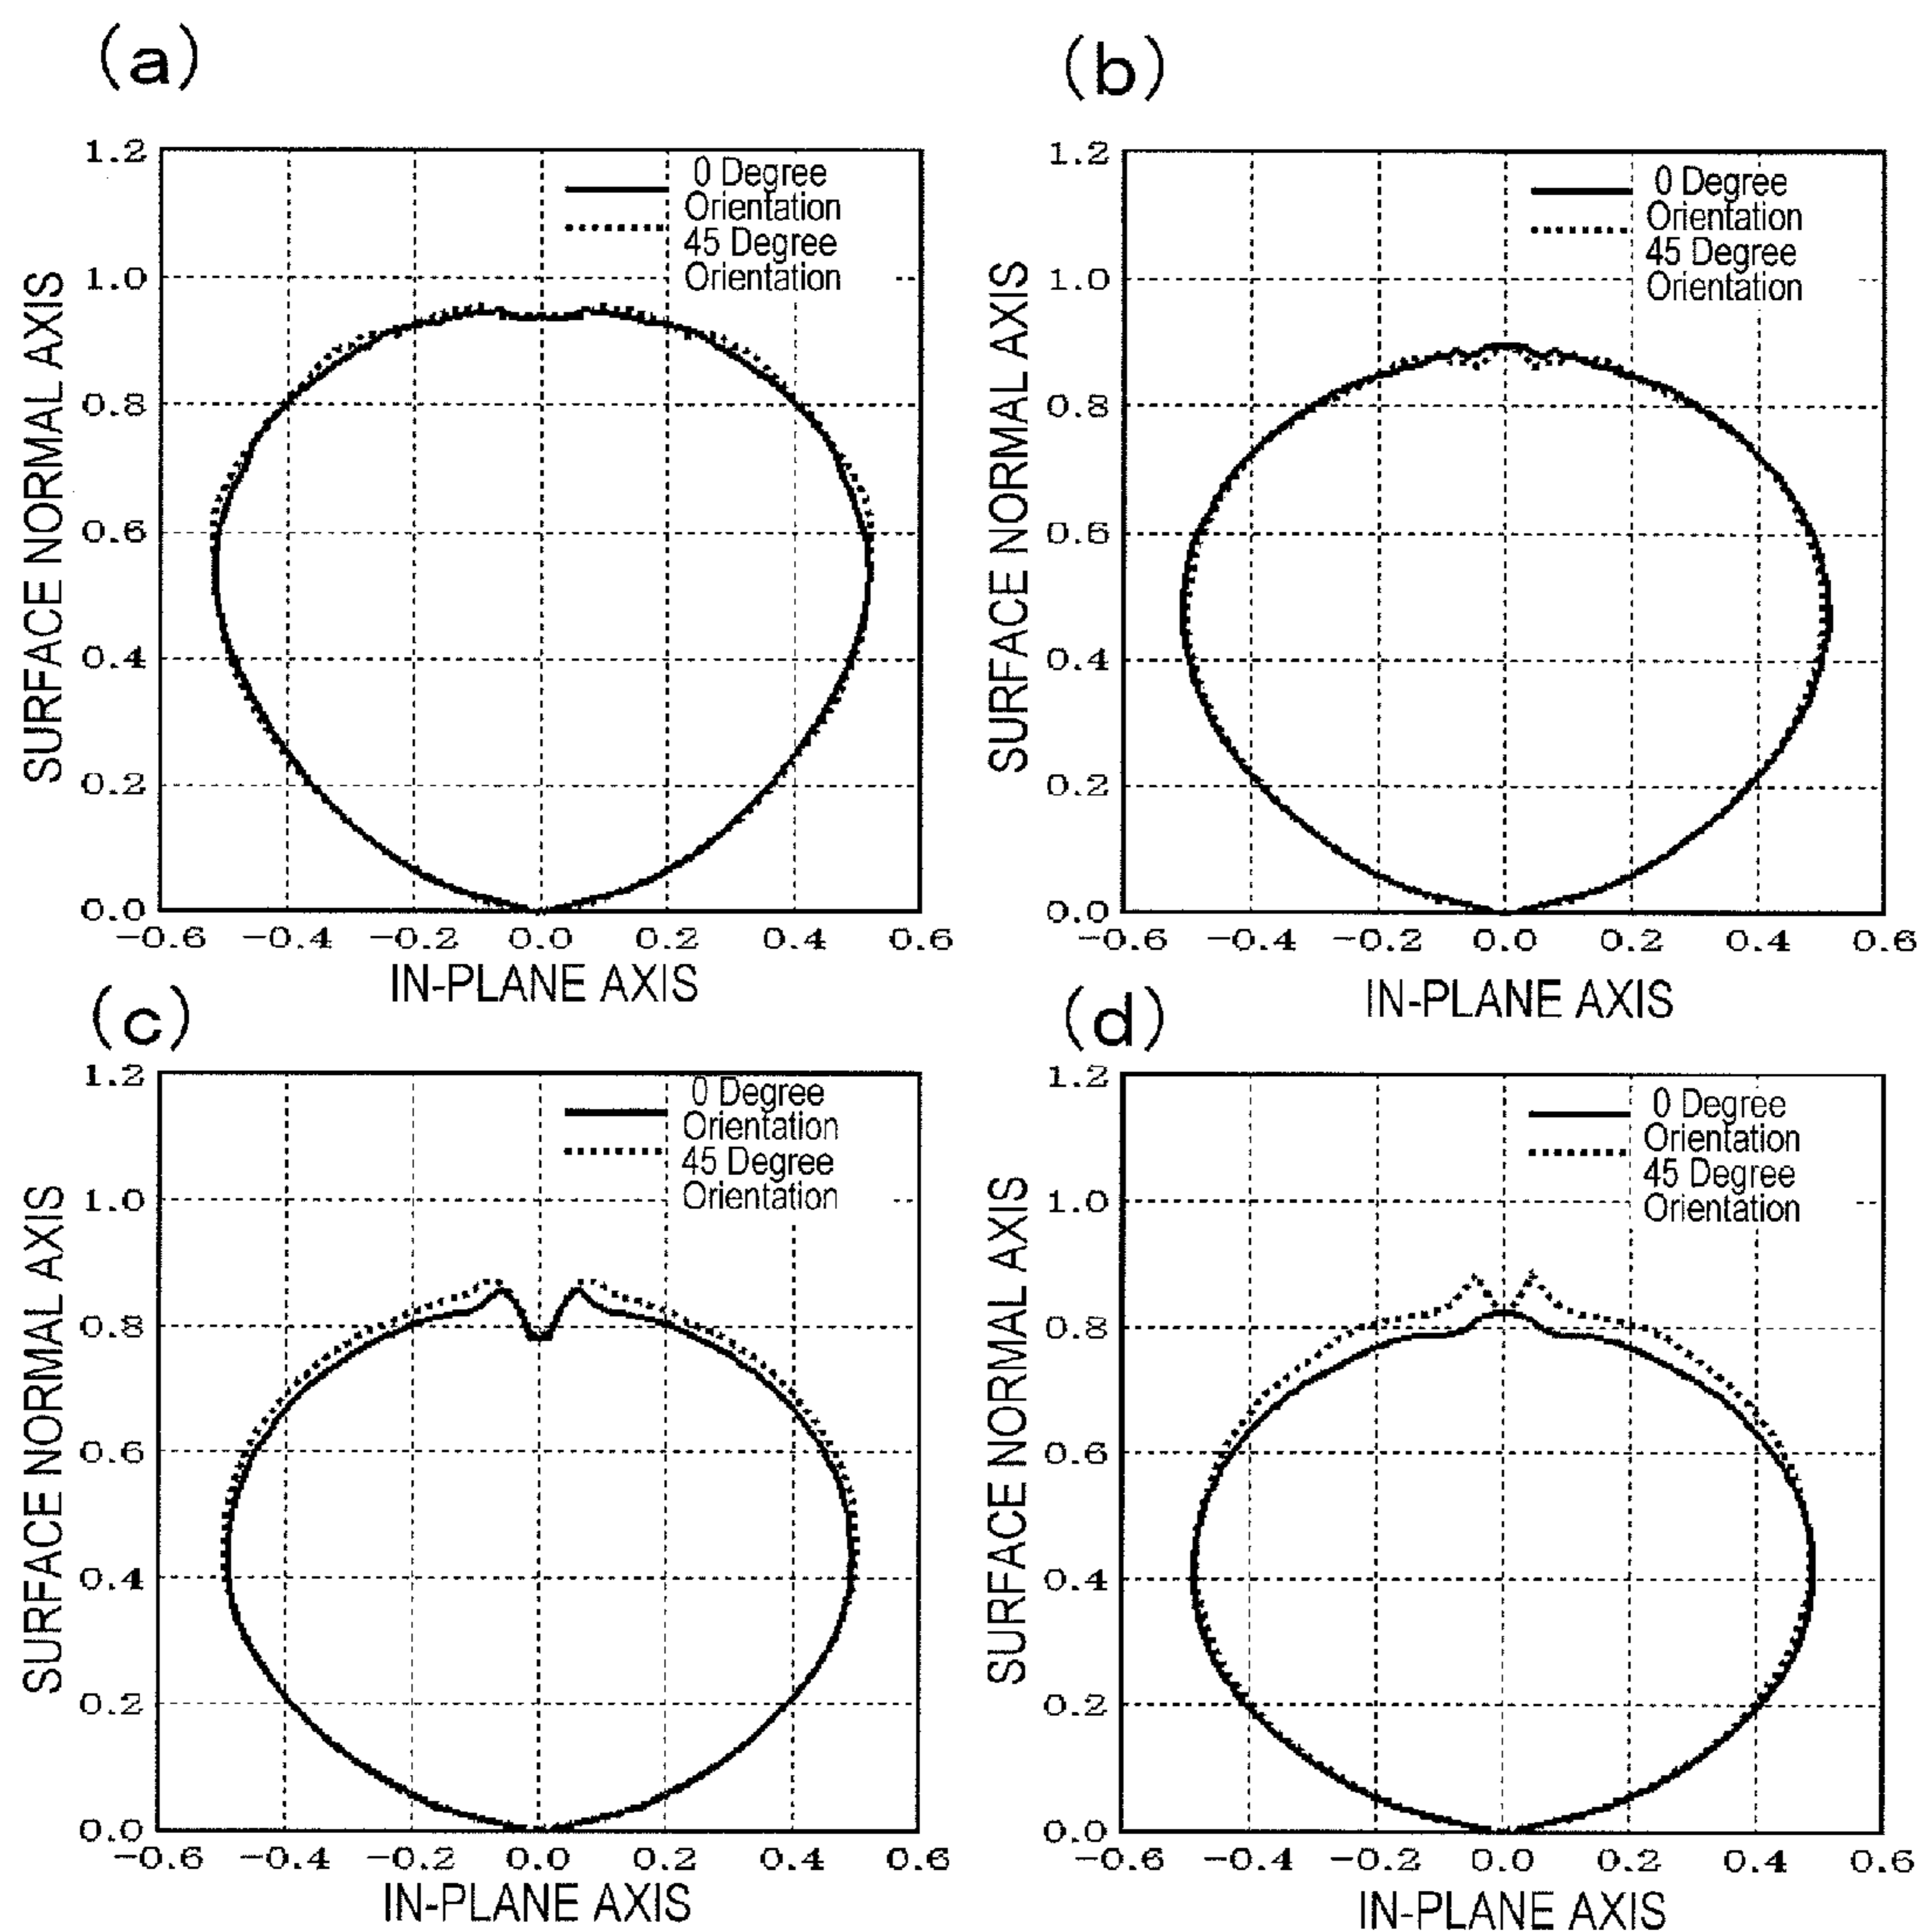 (a)
1.2
1.0
0.8
0.6
0.4
0.2
0.0
SURFACE NORMAL AXIS
0 Degree
Orientation
45 Degree
Orientation
−0.6 −0.4 −0.2 0.0 0.2 0.4 0.6
IN-PLANE AXIS
(b)
1.2
1.0
0.8
0.6
0.4
0.2
0.0
SURFACE NORMAL AXIS
0 Degree
Orientation
45 Degree
Orientation
−0.6 −0.4 −0.2 0.0 0.2 0.4 0.6
IN-PLANE AXIS
(c)
1.2
1.0
0.8
0.6
0.4
0.2
0.0
SURFACE NORMAL AXIS
0 Degree
Orientation
45 Degree
Orientation
−0.6 −0.4 −0.2 0.0 0.2 0.4 0.6
IN-PLANE AXIS
(d)
1.2
1.0
0.8
0.6
0.4
0.2
0.0
SURFACE NORMAL AXIS
0 Degree
Orientation
45 Degree
Orientation
−0.6 −0.4 −0.2 0.0 0.2 0.4 0.6
IN-PLANE AXIS